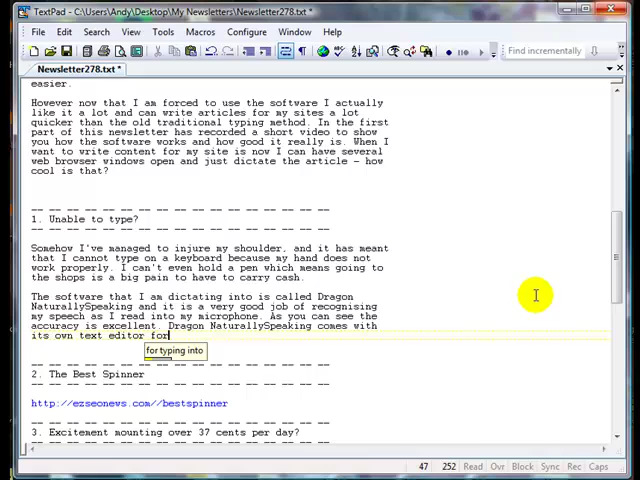 TextPad - C:\Users\Andy\Desktop\My Newsletters\Newsletter278.txt *
File Edit Search View Tools Macros Configure Window Help
Find incrementally
Newsletter278.txt *
easier.
However now that I am forced to use the software I actually
like it a lot and can write articles for my sites a lot
quicker than the old traditional typing method. In the first
part of this newsletter has recorded a short video to show
you how the software works and how good it really is. When I
want to write content for my site is now I can have several
web browser windows open and just dictate the article - how
cool is that?
-- -- -- -- -- -- -- -- -- -- -- -- -- -- -- -- --
1. Unable to type?
-- -- -- -- -- -- -- -- -- -- -- -- -- -- -- -- --
Somehow I've managed to injure my shoulder, and it has meant
that I cannot type on a keyboard because my hand does not
work properly. I can't even hold a pen which means going to
the shops is a big pain to have to carry cash.
The software that I am dictating into is called Dragon
NaturallySpeaking and it is a very good job of recognising
my speech as I read into my microphone. As you can see the
accuracy is excellent. Dragon NaturallySpeaking comes with
its own text editor for
for typing into
-- -- -- -- -- -- -- -- -- -- -- -- -- -- -- -- --
2. The Best Spinner
-- -- -- -- -- -- -- -- -- -- -- -- -- -- -- -- --
http://ezseonews.com//bestspinner
-- -- -- -- -- -- -- -- -- -- -- -- -- -- -- -- --
3. Excitement mounting over 37 cents per day?
-- -- -- -- -- -- -- -- -- -- -- -- -- -- -- -- --
47 252 Read Ovr Block Sync Rec Caps